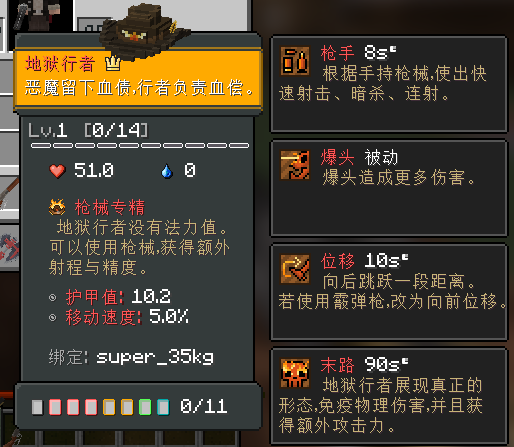 地狱行者
恶魔留下血债,行者负责血偿。
Lv.1 [0/14]
51.0 0
枪械专精
地狱行者没有法力值。
可以使用枪械,获得额外
射程与精度。
护甲值: 10.2
移动速度: 5.0%
绑定: super_35kg
0/11
枪手 8s
根据手持枪械,使出快
速射击、暗杀、连射。
爆头 被动
爆头造成更多伤害。
位移 10s
向后跳跃一段距离。
若使用霰弹枪,改为向前位移。
末路 90s
地狱行者展现真正的
形态,免疫物理伤害,并且获
得额外攻击力。